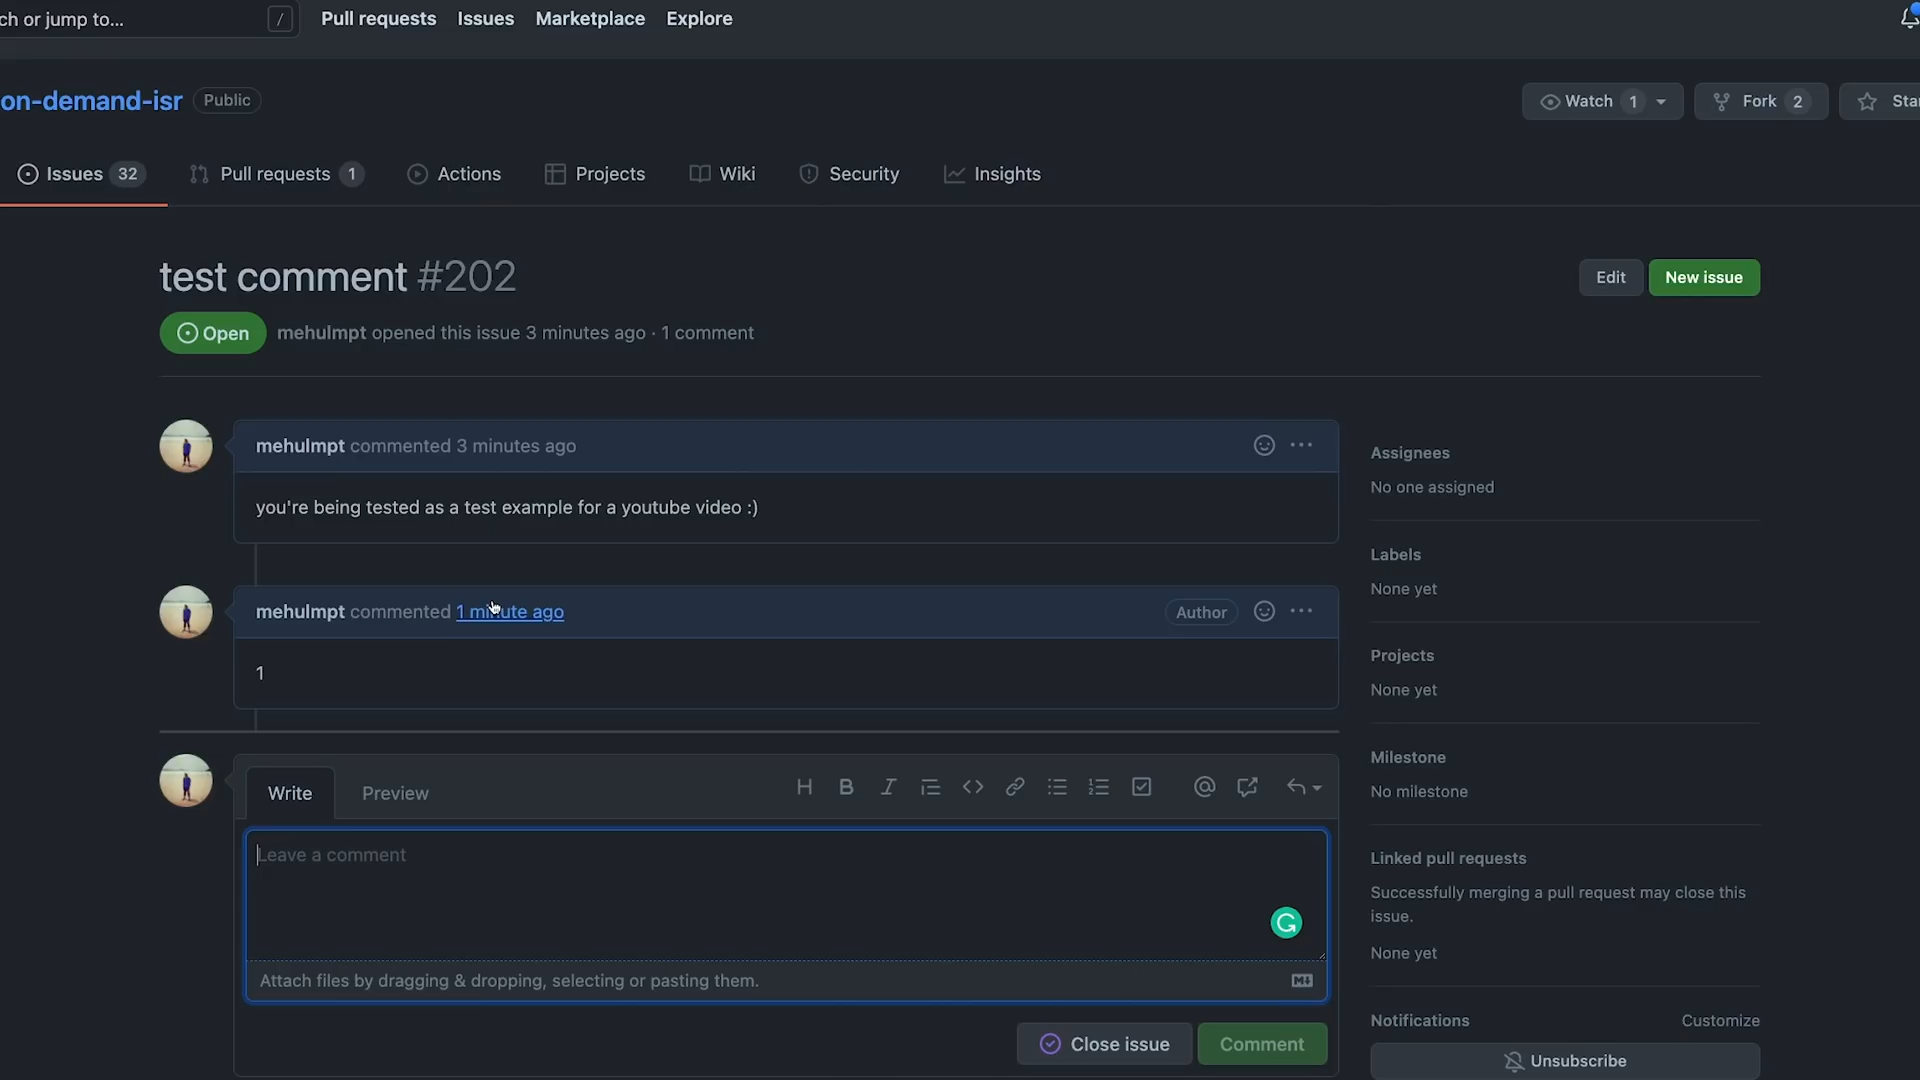 ch or jump to... / Pull requests Issues Marketplace Explore
on-demand-isr Public Watch 1 Fork 2 Star
Issues 32 Pull requests 1 Actions Projects Wiki Security Insights
test comment #202 Edit New issue
Open mehulmpt opened this issue 3 minutes ago · 1 comment
mehulmpt commented 3 minutes ago
you're being tested as a test example for a youtube video :)
mehulmpt commented 1 minute ago Author
1
Write Preview
Leave a comment
Attach files by dragging & dropping, selecting or pasting them.
Close issue Comment
Assignees
No one assigned
Labels
None yet
Projects
None yet
Milestone
No milestone
Linked pull requests
Successfully merging a pull request may close this
issue.
None yet
Notifications Customize
Unsubscribe